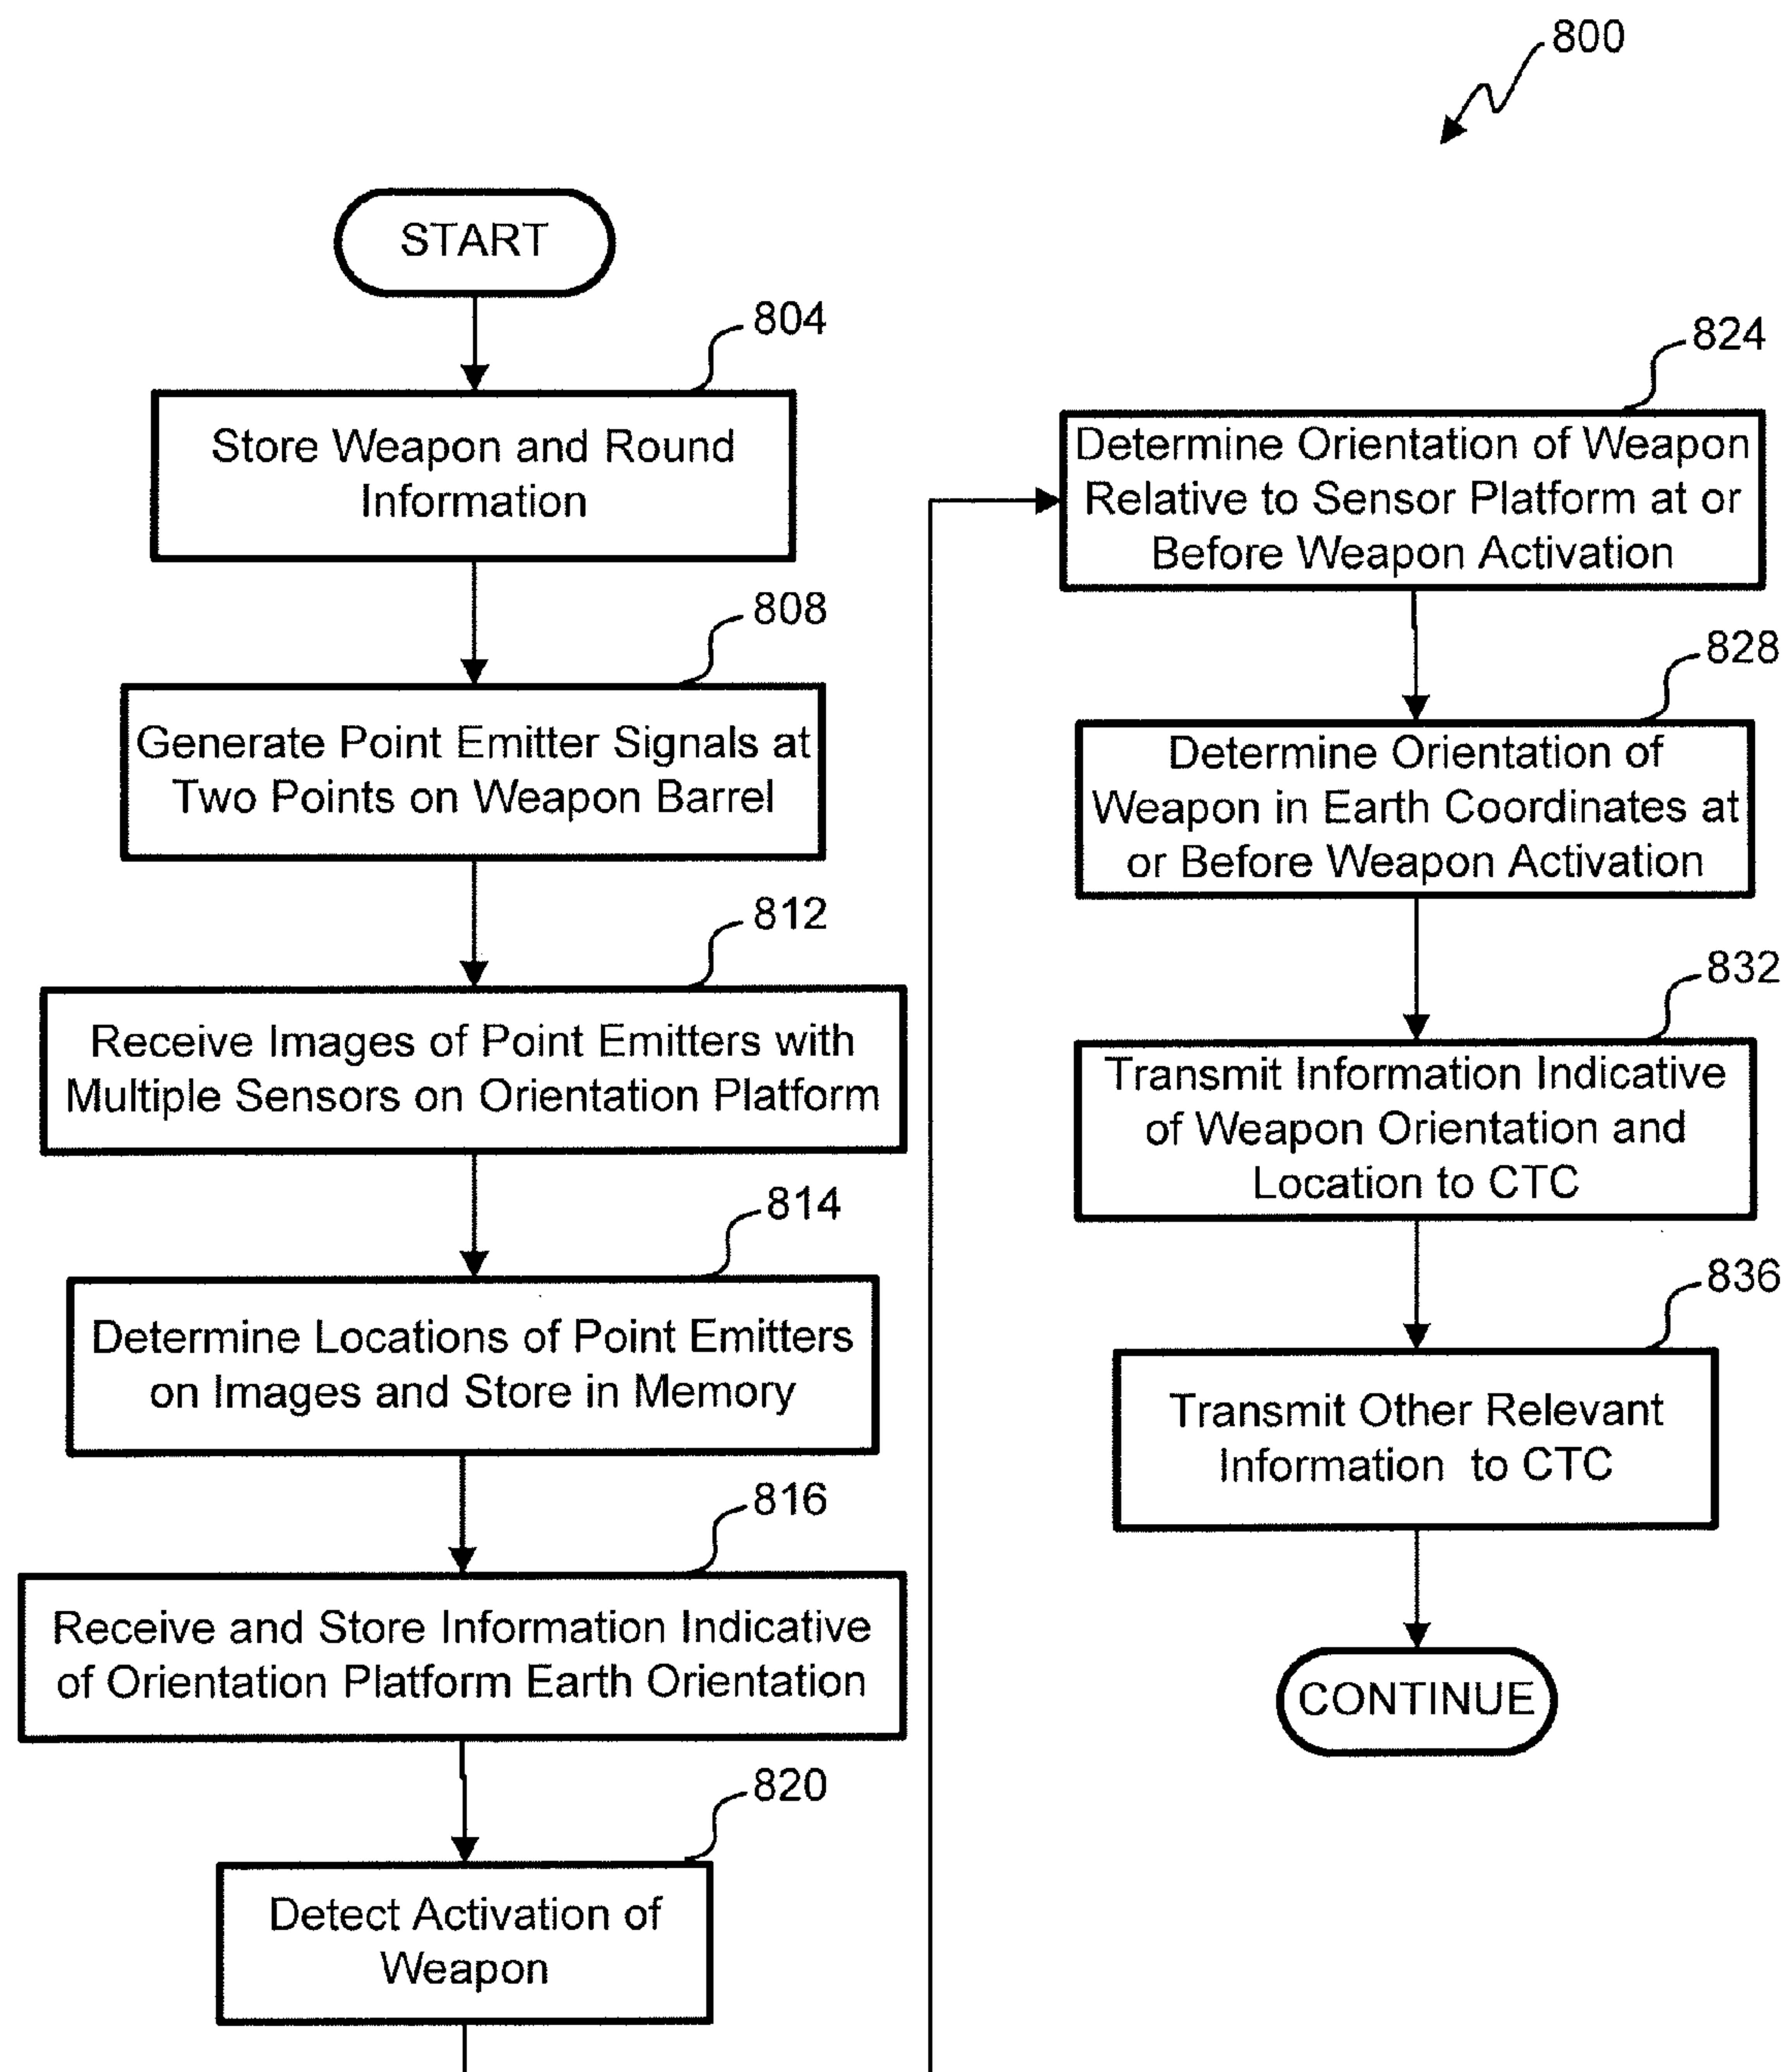 800
START
804
Store Weapon and Round
Information
808
Generate Point Emitter Signals at
Two Points on Weapon Barrel
812
Receive Images of Point Emitters with
Multiple Sensors on Orientation Platform
814
Determine Locations of Point Emitters
on Images and Store in Memory
816
Receive and Store Information Indicative
of Orientation Platform Earth Orientation
820
Detect Activation of
Weapon
824
Determine Orientation of Weapon
Relative to Sensor Platform at or
Before Weapon Activation
828
Determine Orientation of
Weapon in Earth Coordinates at
or Before Weapon Activation
832
Transmit Information Indicative
of Weapon Orientation and
Location to CTC
836
Transmit Other Relevant
Information to CTC
CONTINUE